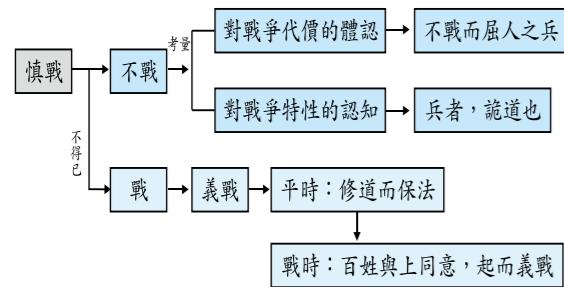 慎戰
不戰
考量
對戰爭代價的體認
不戰而屈人之兵
對戰爭特性的認知
兵者，詭道也
不得已
戰
義戰
平時：修道而保法
戰時：百姓與上同意，起而義戰